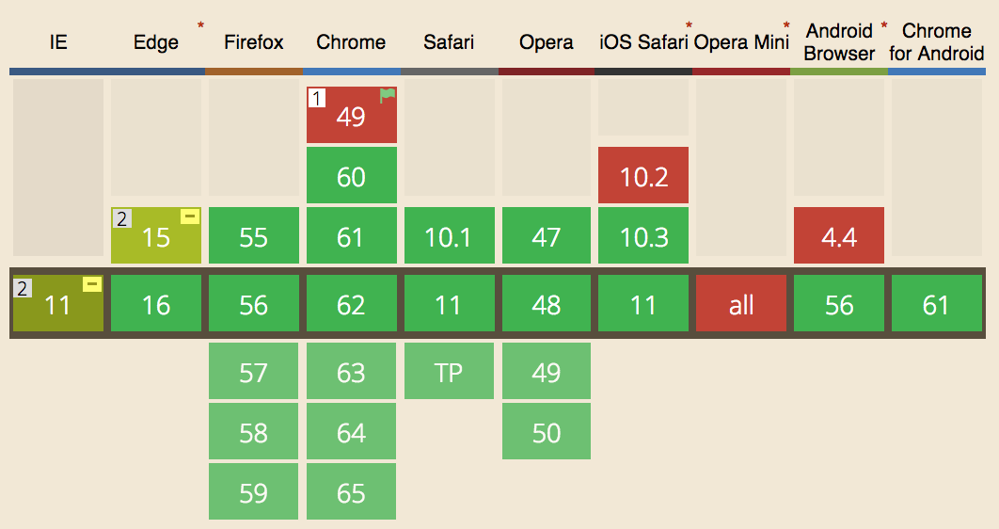 IE Edge * Firefox Chrome Safari Opera iOS Safari * Opera Mini * Android Browser * Chrome for Android
1 49
60 10.2
2 15 - 55 61 10.1 47 10.3 4.4
2 11 - 16 56 62 11 48 11 all 56 61
57 63 TP 49
58 64 50
59 65